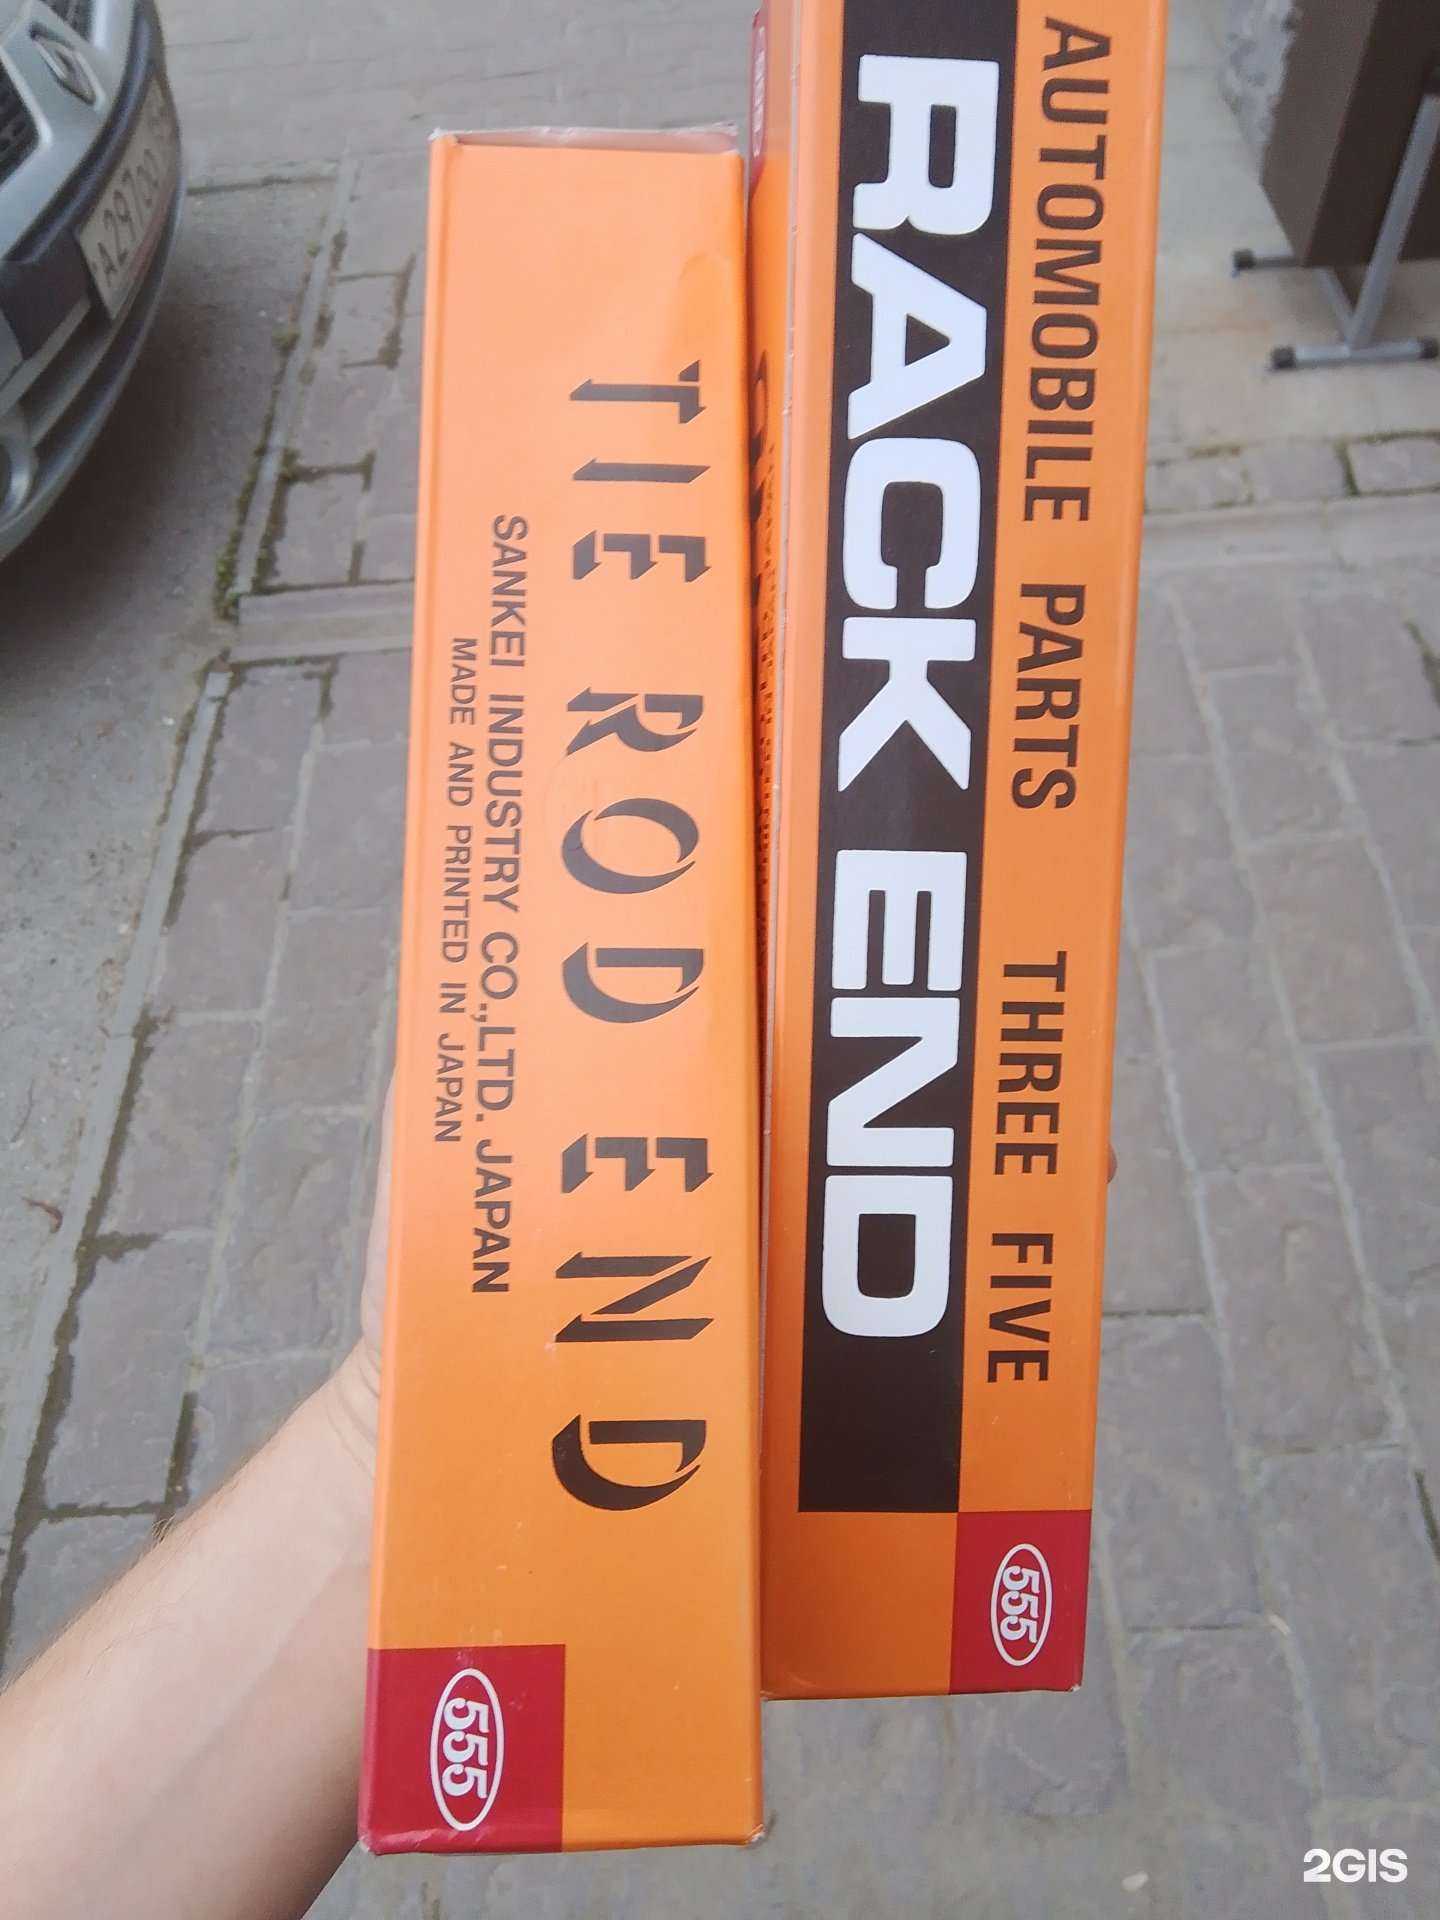 TIE ROD END
SANKEI INDUSTRY CO.,LTD. JAPAN
MADE AND PRINTED IN JAPAN
555
AUTOMOBILE PARTS THREE FIVE
RACK END
555
2GIS